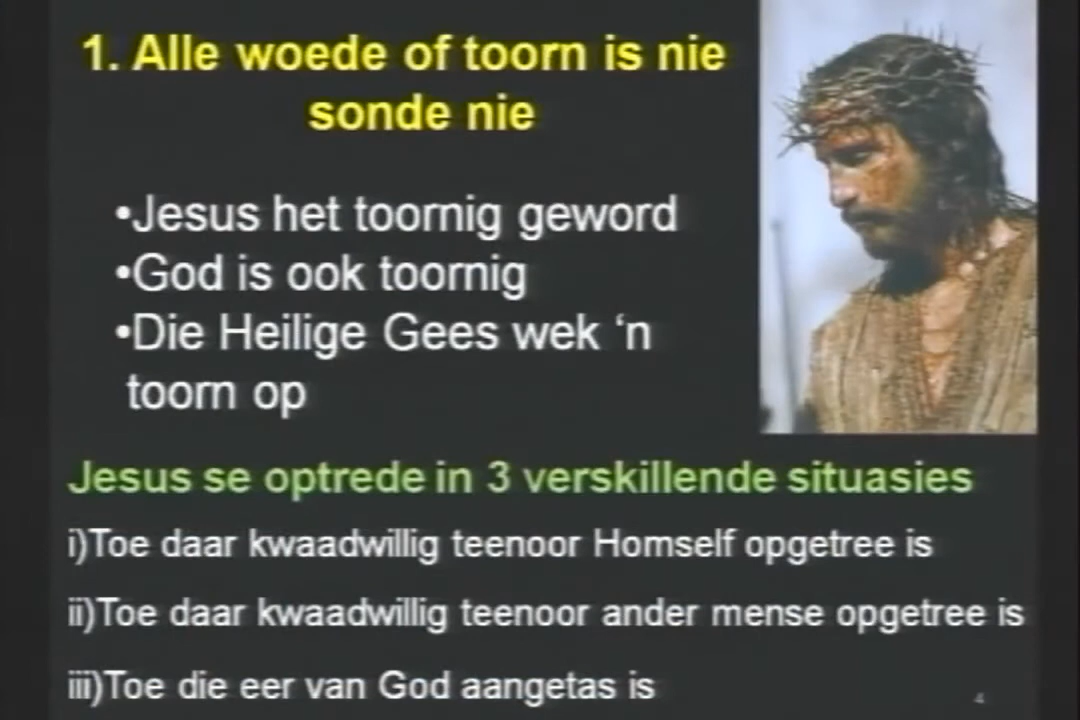 1. Alle woede of toorn is nie
sonde nie
•Jesus het toornig geword
•God is ook toornig
•Die Heilige Gees wek ‘n
toorn op
Jesus se optrede in 3 verskillende situasies
i)Toe daar kwaadwillig teenoor Homself opgetree is
ii)Toe daar kwaadwillig teenoor ander mense opgetree is
iii)Toe die eer van God aangetas is
4